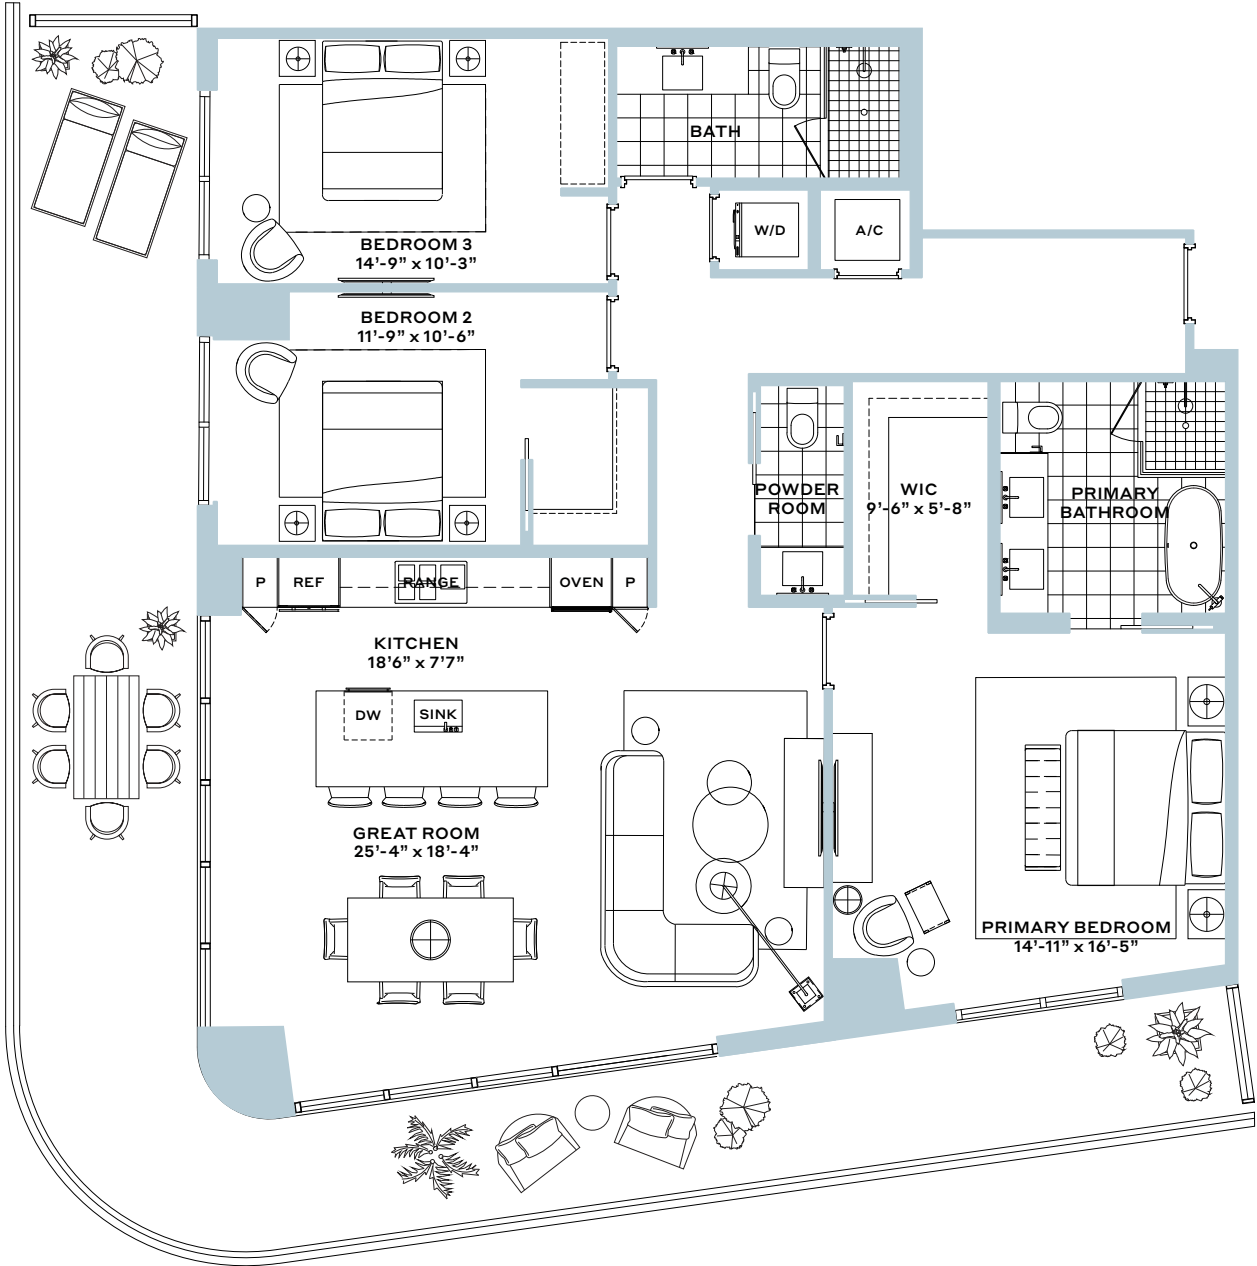 BATH
W/D
A/C
BEDROOM 3
14’-9” x 10’-3”
BEDROOM 2
11’-9” x 10’-6”
POWDER
ROOM
WIC
9’-6” x 5’-8”
PRIMARY
BATHROOM
P
REF
RANGE
OVEN
P
KITCHEN
18’6” x 7’7”
DW
SINK
GREAT ROOM
25’-4” x 18’-4”
PRIMARY BEDROOM
14’-11” x 16’-5”